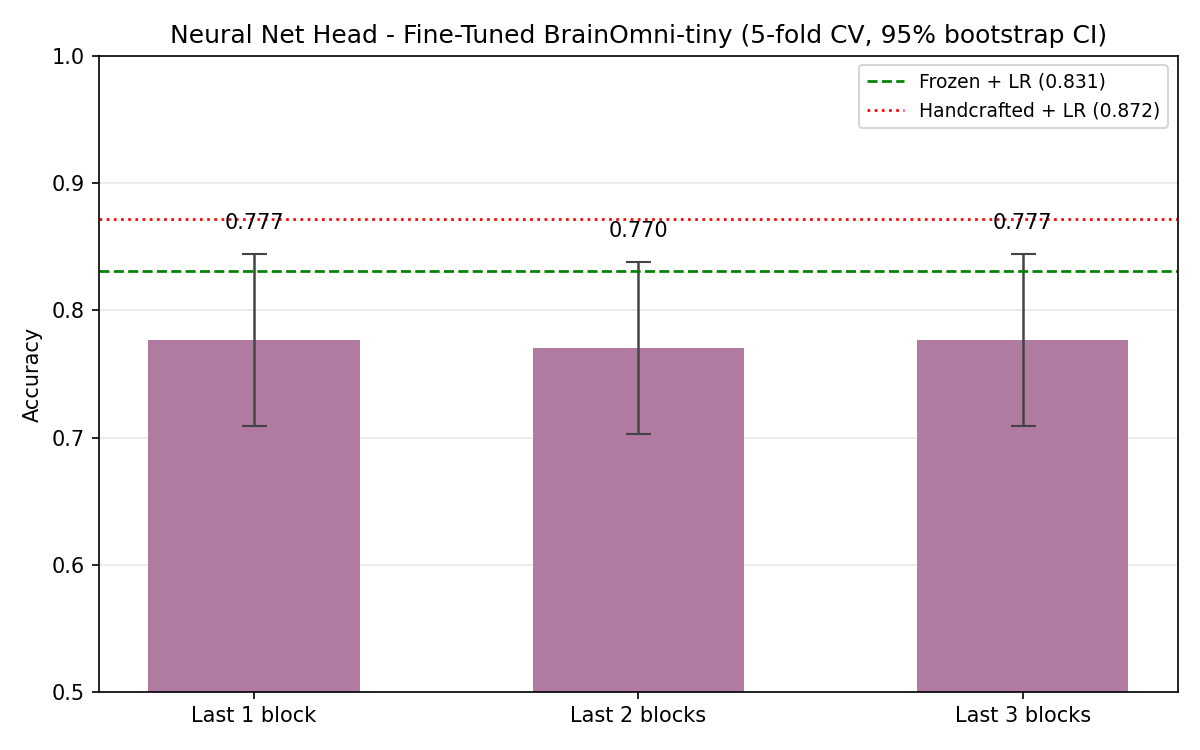 Neural Net Head - Fine-Tuned BrainOmni-tiny (5-fold CV, 95% bootstrap CI)
Frozen + LR (0.831)
Handcrafted + LR (0.872)
Accuracy
1.0
0.9
0.8
0.7
0.6
0.5
0.777
0.770
0.777
Last 1 block
Last 2 blocks
Last 3 blocks